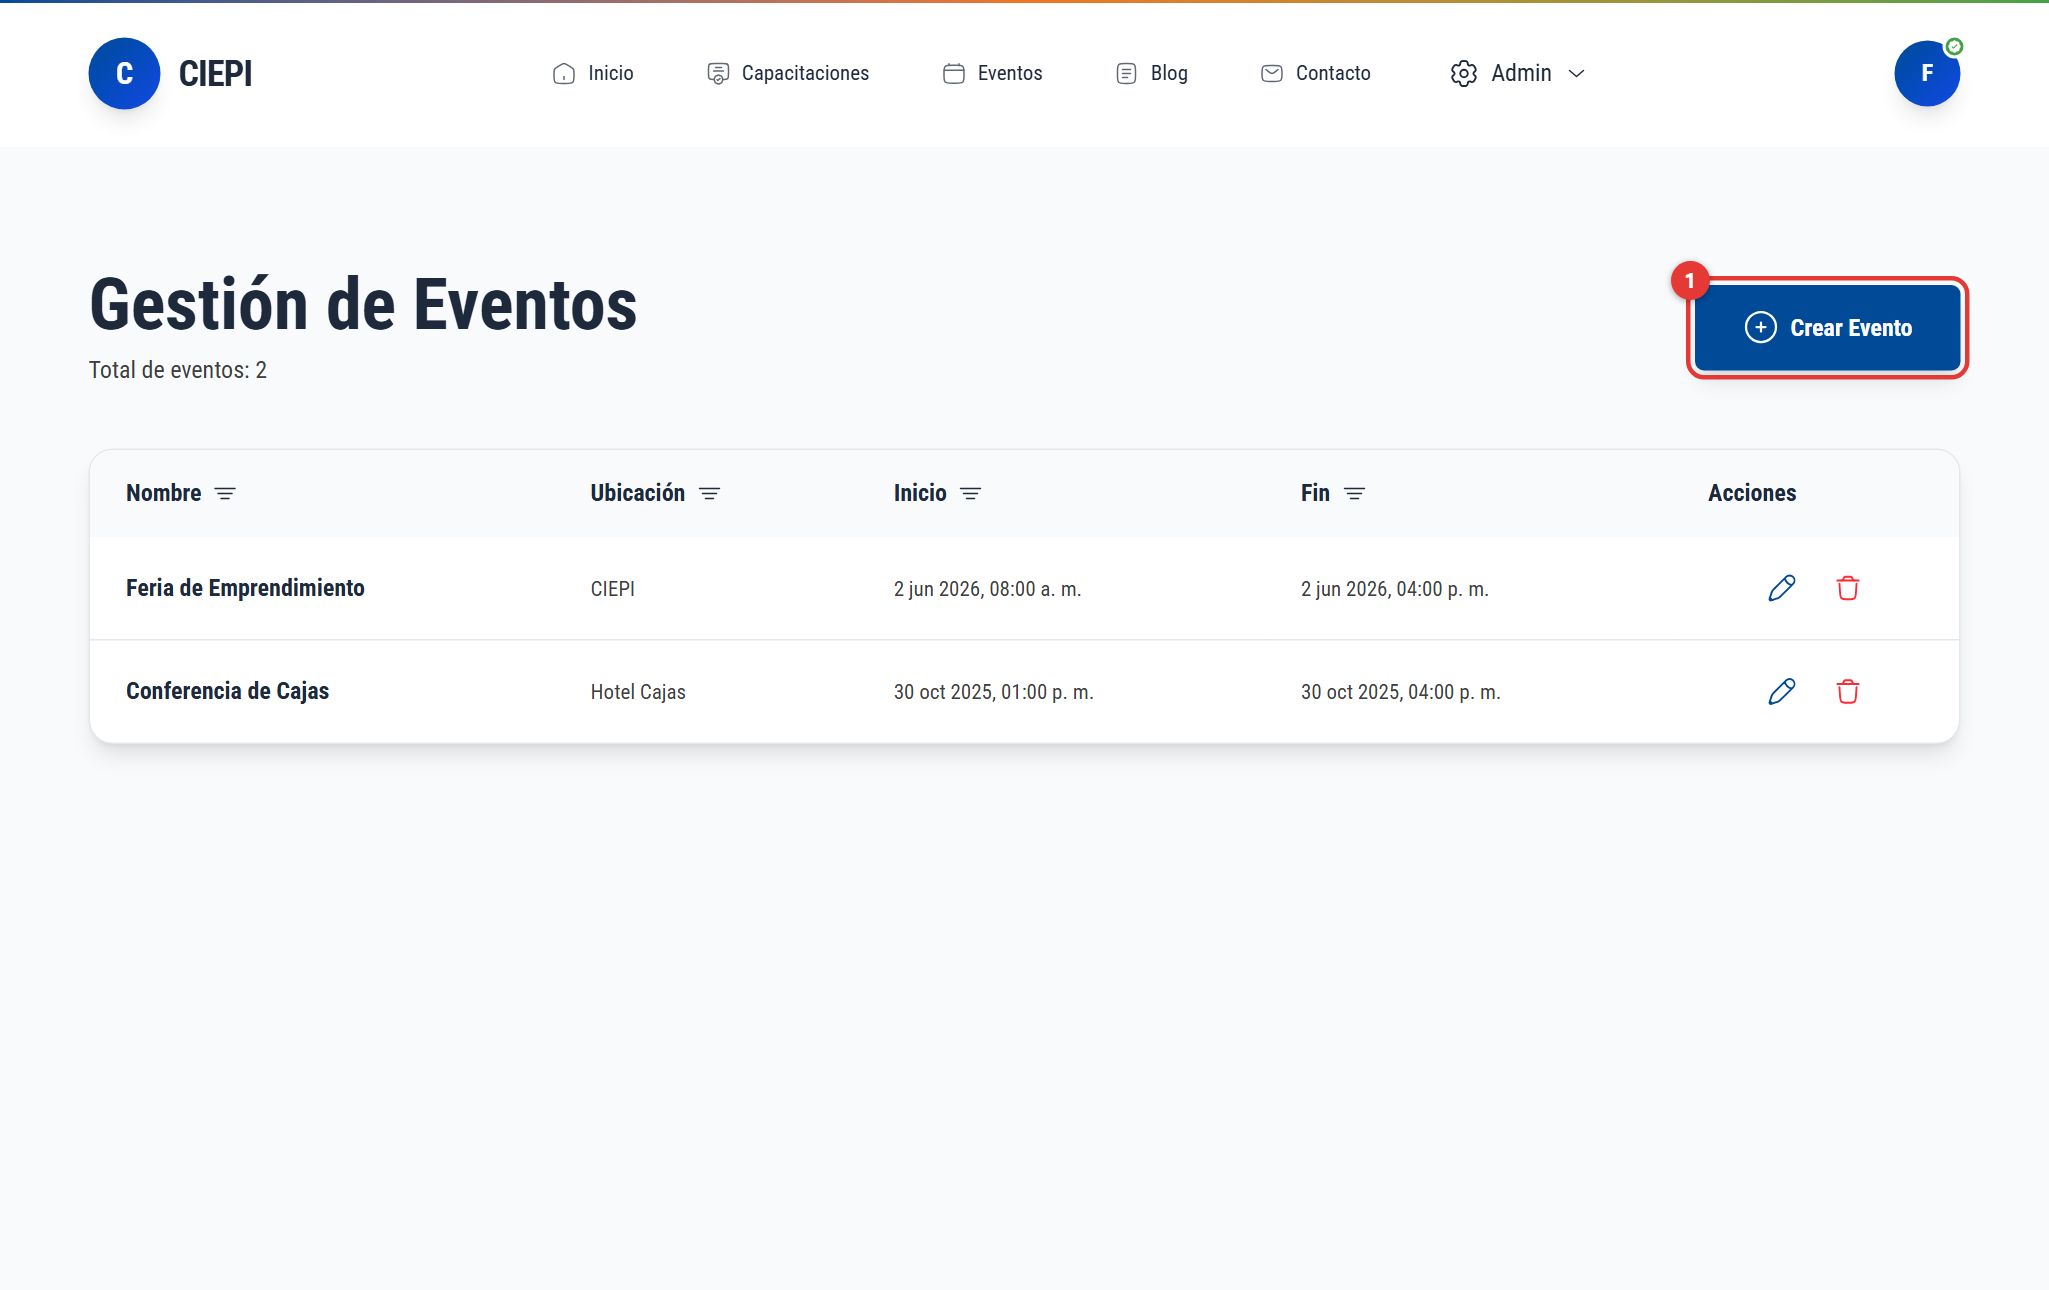 C CIEPI Inicio Capacitaciones Eventos Blog Contacto Admin F
Gestión de Eventos
1
Crear Evento
Total de eventos: 2
Nombre Ubicación Inicio Fin Acciones
Feria de Emprendimiento CIEPI 2 jun 2026, 08:00 a. m. 2 jun 2026, 04:00 p. m.
Conferencia de Cajas Hotel Cajas 30 oct 2025, 01:00 p. m. 30 oct 2025, 04:00 p. m.